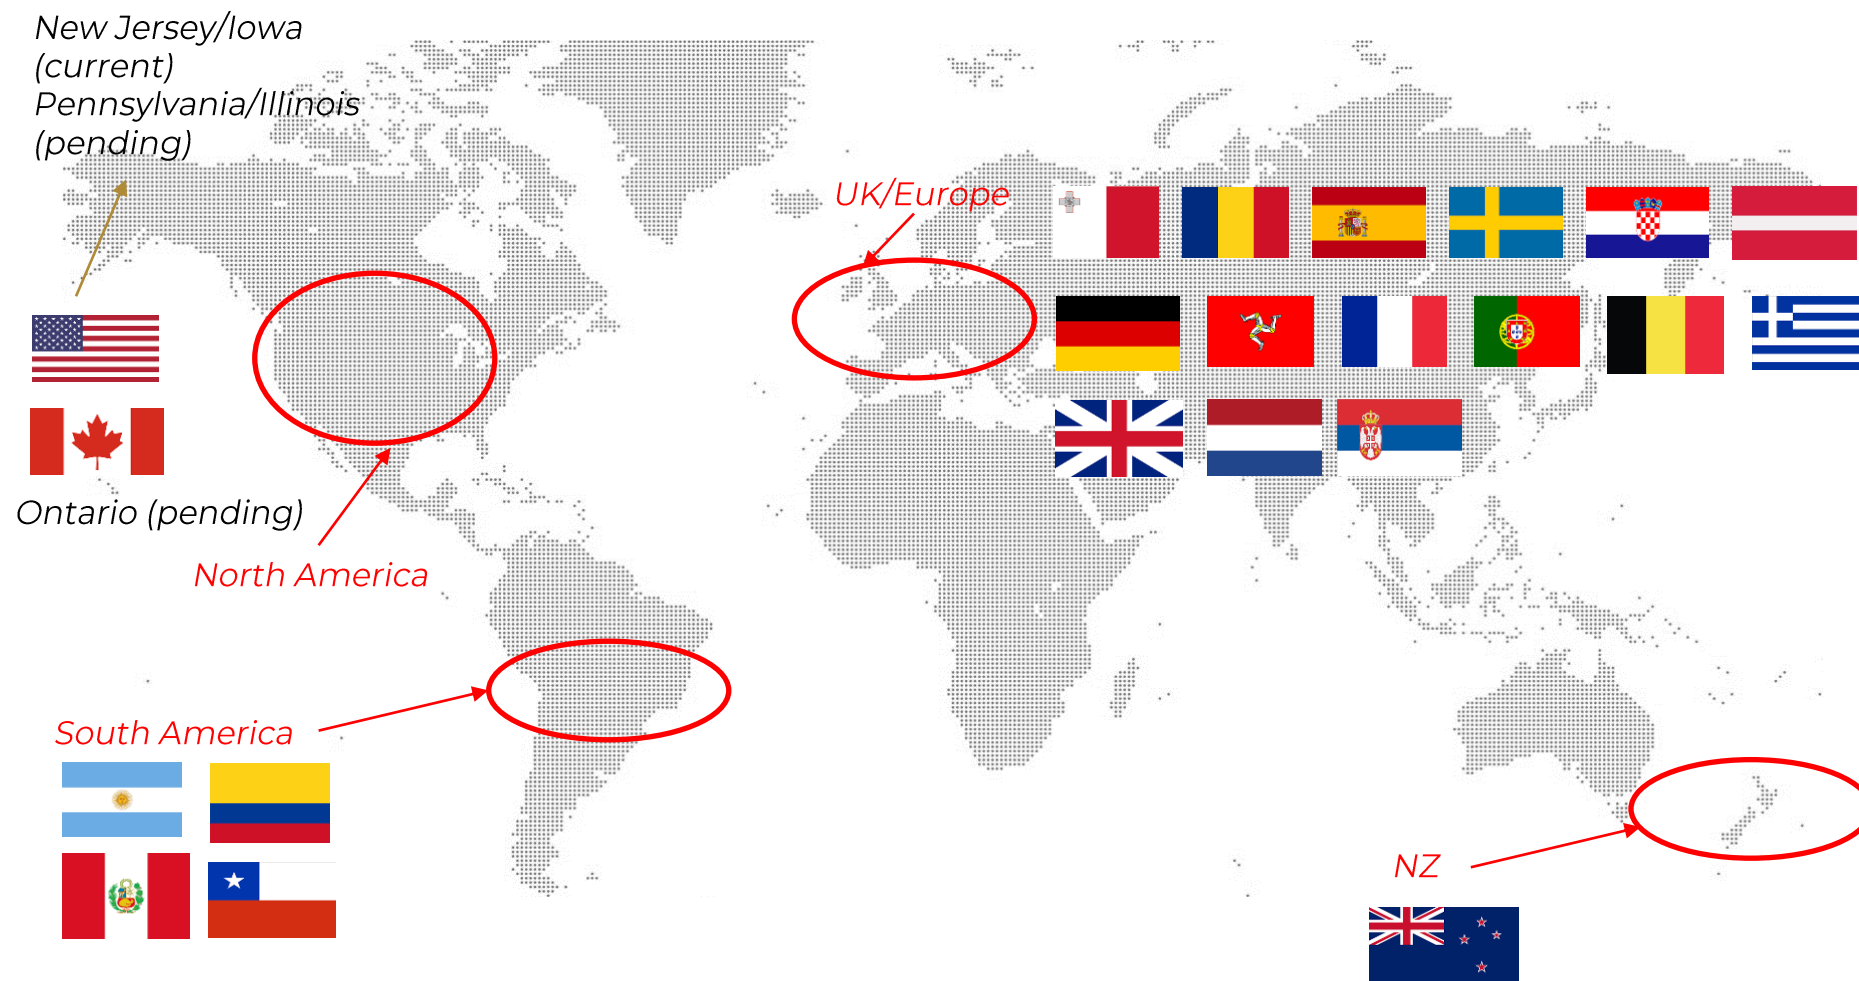 New Jersey/Iowa
(current)
Pennsylvania/Illinois
(pending)
UK/Europe
Ontario (pending)
North America
South America
NZ